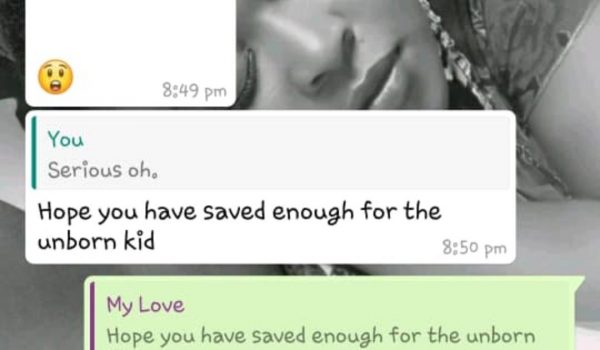 😲
8:49 pm
You
Serious oh.
Hope you have saved enough for the
unborn kid
8:50 pm
My Love
Hope you have saved enough for the unborn